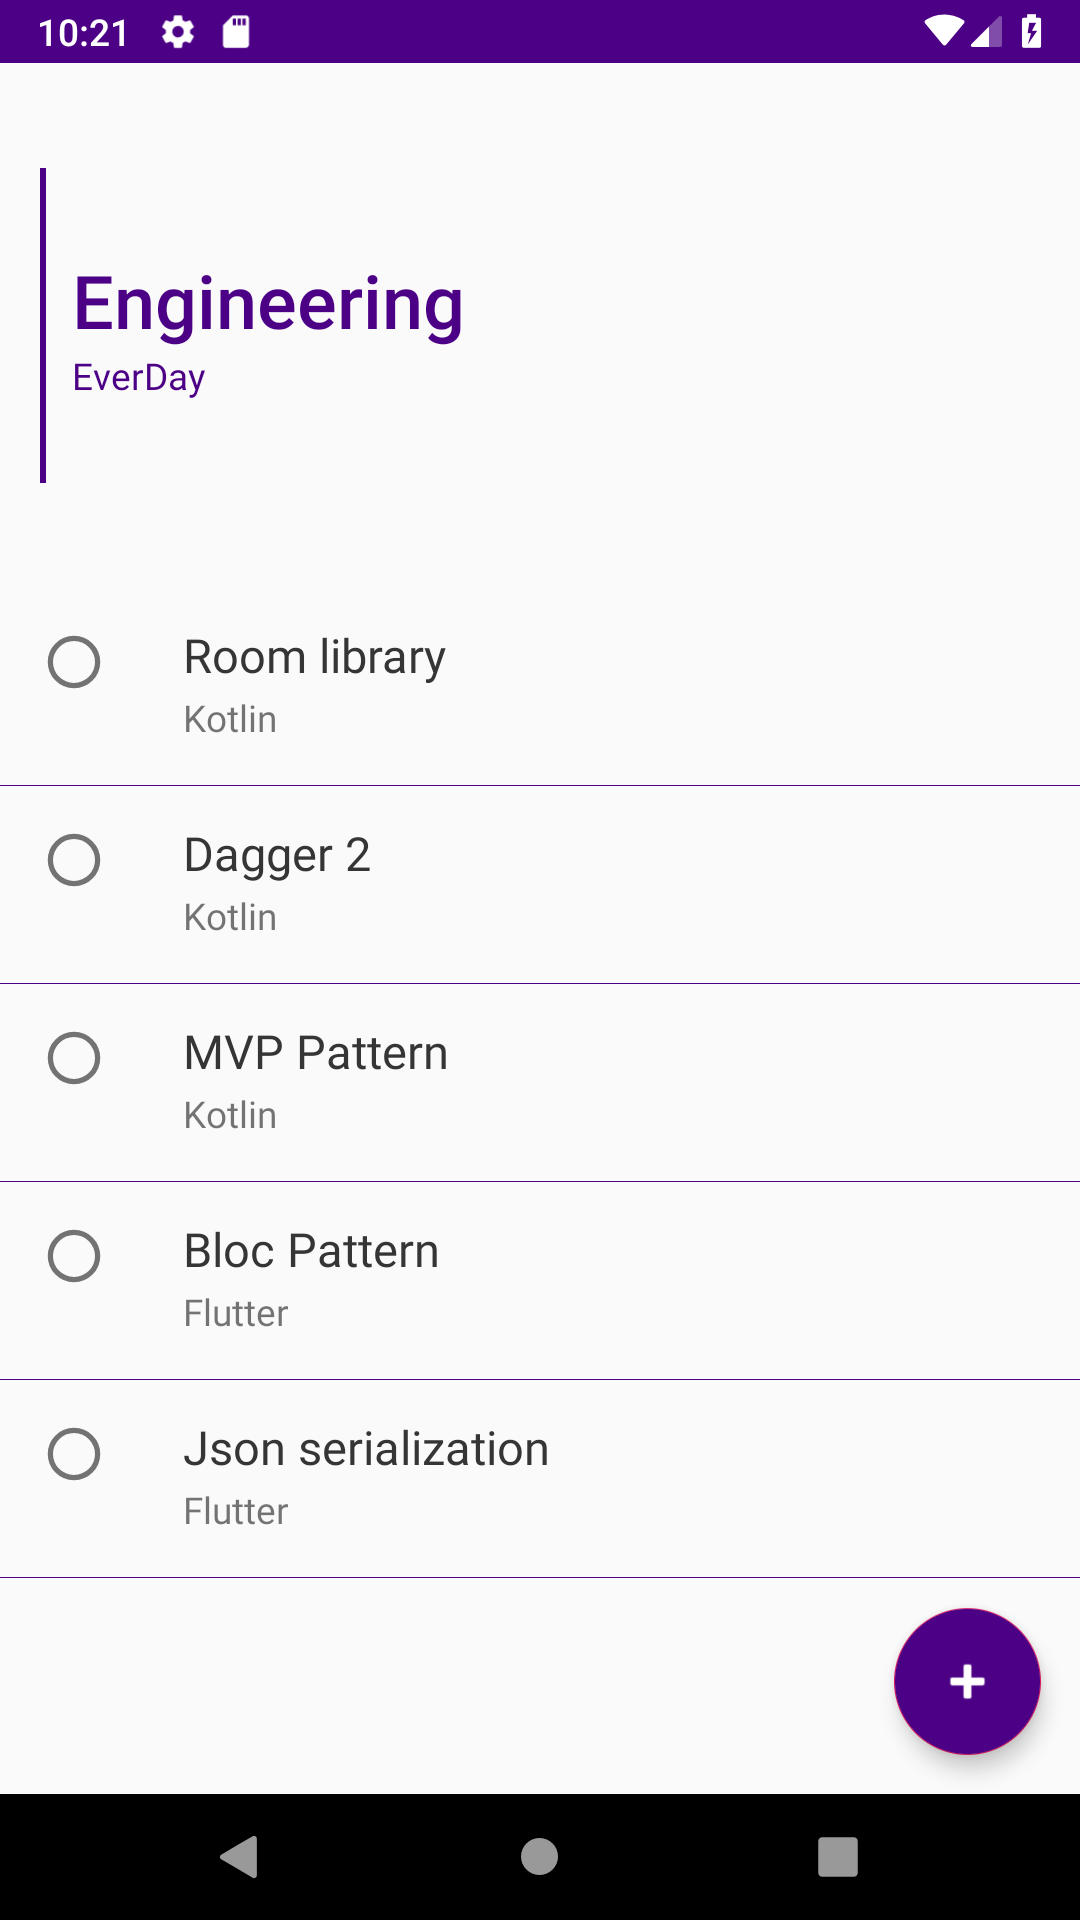 10:21
Engineering
EverDay
Room library
Kotlin
Dagger 2
Kotlin
MVP Pattern
Kotlin
Bloc Pattern
Flutter
Json serialization
Flutter